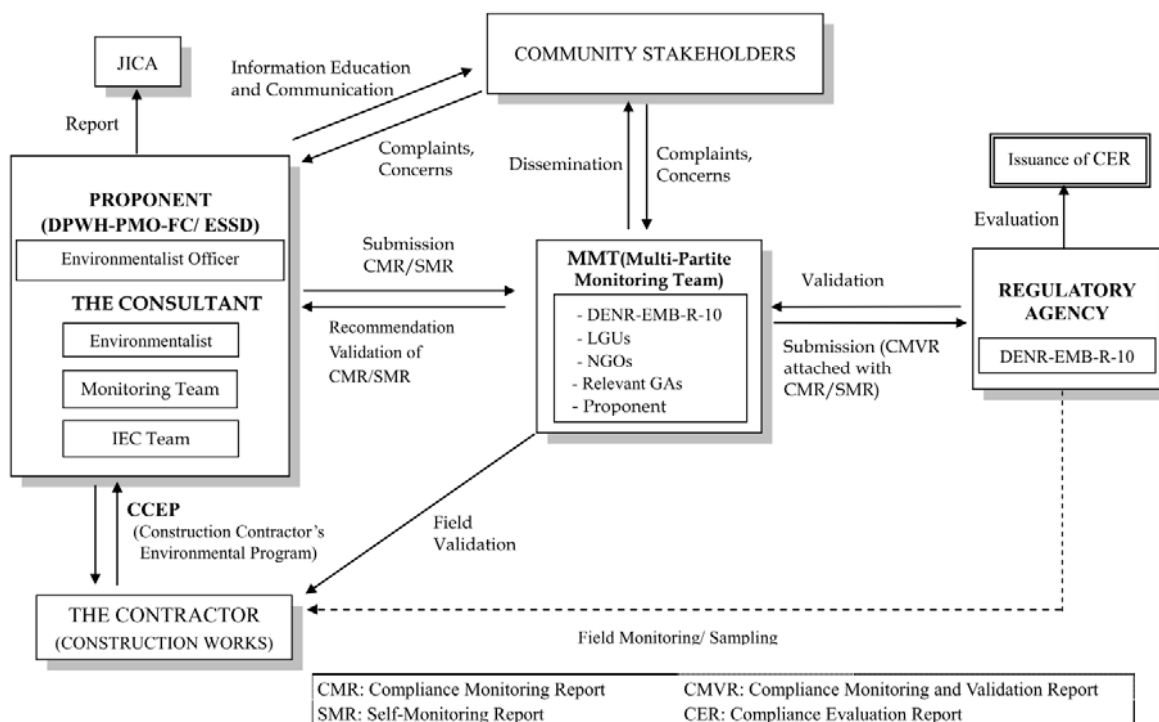 JICA
Report
Information Education
and Communication
COMMUNITY STAKEHOLDERS
Complaints,
Concerns
Dissemination
Complaints,
Concerns
Issuance of CER
Evaluation
PROPONENT
(DPWH-PMO-FC/ ESSD)
Environmentalist Officer
THE CONSULTANT
Environmentalist
Monitoring Team
IEC Team
Submission
CMR/SMR
Recommendation
Validation of
CMR/SMR
MMT(Multi-Partite
Monitoring Team)
- DENR-EMB-R-10
- LGUs
- NGOs
- Relevant GAs
- Proponent
Validation
Submission (CMVR
attached with
CMR/SMR)
REGULATORY
AGENCY
DENR-EMB-R-10
CCEP
(Construction Contractor's
Environmental Program)
Field
Validation
THE CONTRACTOR
(CONSTRUCTION WORKS)
Field Monitoring/ Sampling
CMR: Compliance Monitoring Report
CMVR: Compliance Monitoring and Validation Report
SMR: Self-Monitoring Report
CER: Compliance Evaluation Report